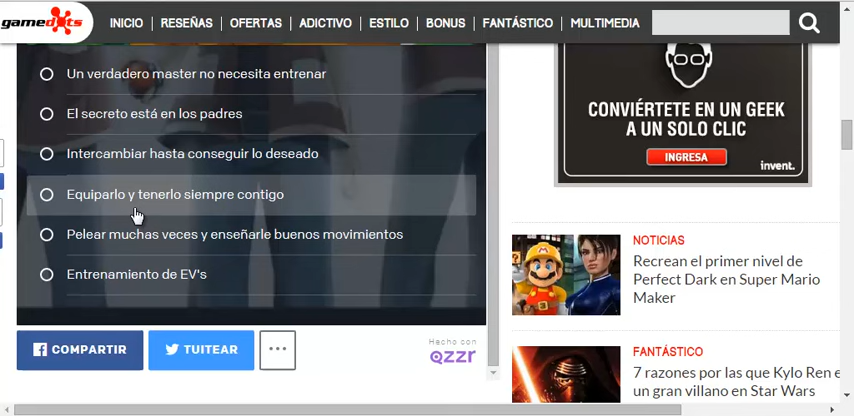 gamedots
INICIO RESEÑAS OFERTAS ADICTIVO ESTILO BONUS FANTÁSTICO MULTIMEDIA
Un verdadero master no necesita entrenar
El secreto está en los padres
Intercambiar hasta conseguir lo deseado
Equiparlo y tenerlo siempre contigo
Pelear muchas veces y enseñarle buenos movimientos
Entrenamiento de EV's
COMPARTIR
TUITEAR
...
Hecho con
qzzr
CONVIÉRTETE EN UN GEEK
A UN SOLO CLIC
INGRESA
invent.
NOTICIAS
Recrean el primer nivel de
Perfect Dark en Super Mario
Maker
FANTÁSTICO
7 razones por las que Kylo Ren e
un gran villano en Star Wars